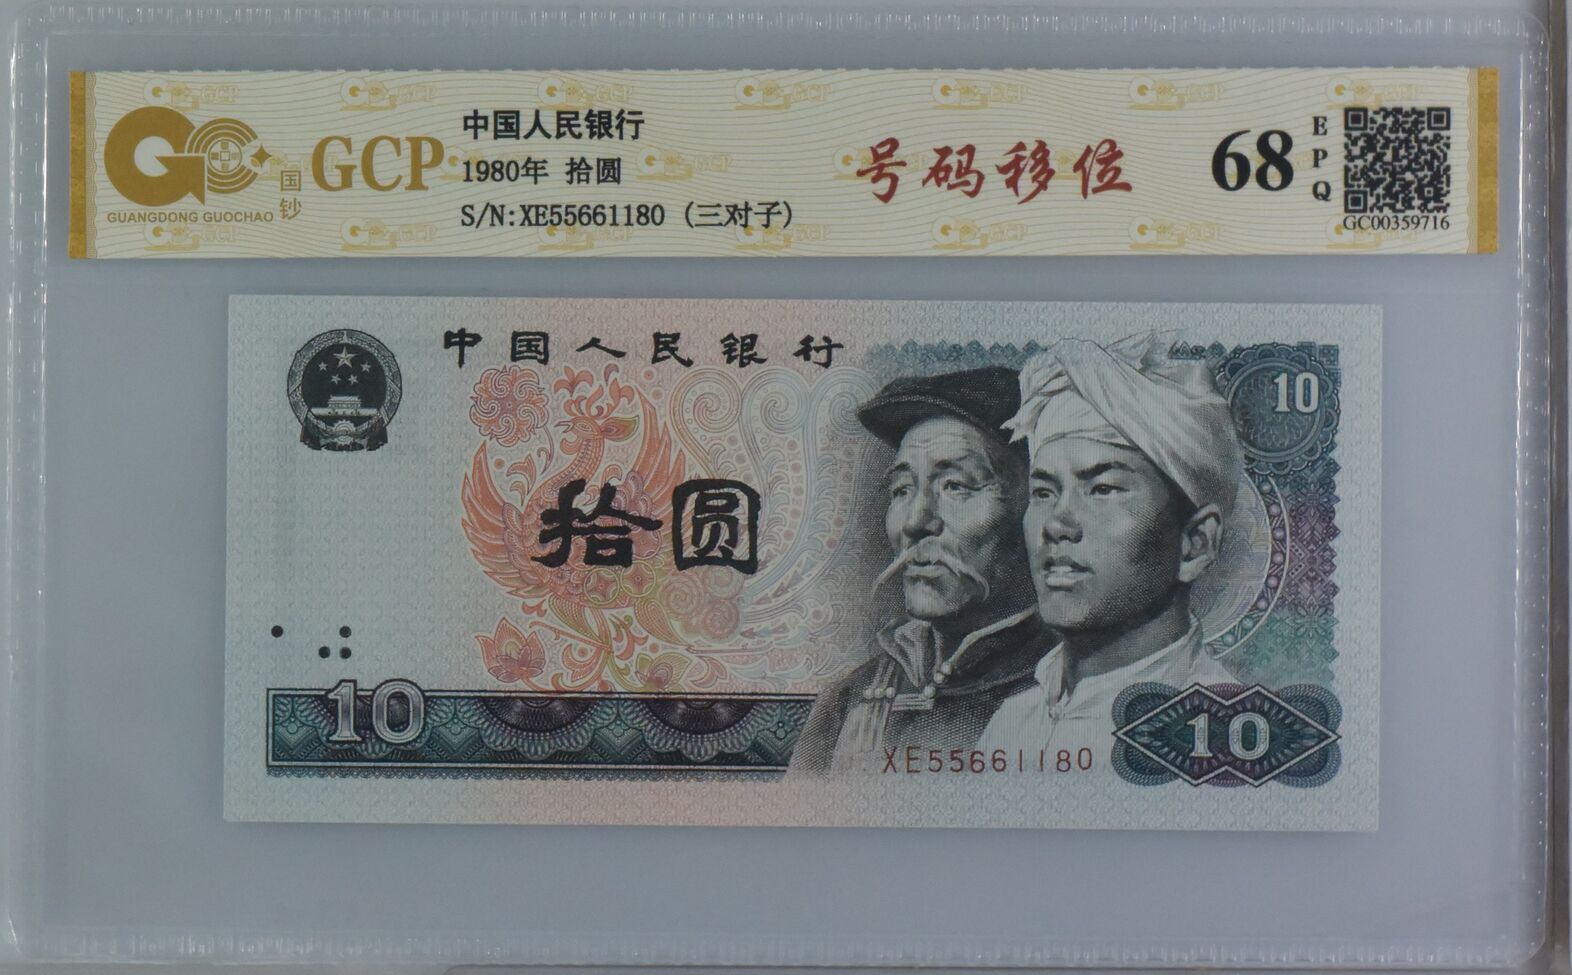 GCP
国
钞
GUANGDONG GUOCHAO
中国人民银行
1980年 拾圆
S/N:XE55661180 (三对子)
号码移位
68
E
P
Q
GC00359716
中国人民银行
10
拾圆
10
XE55661180
10